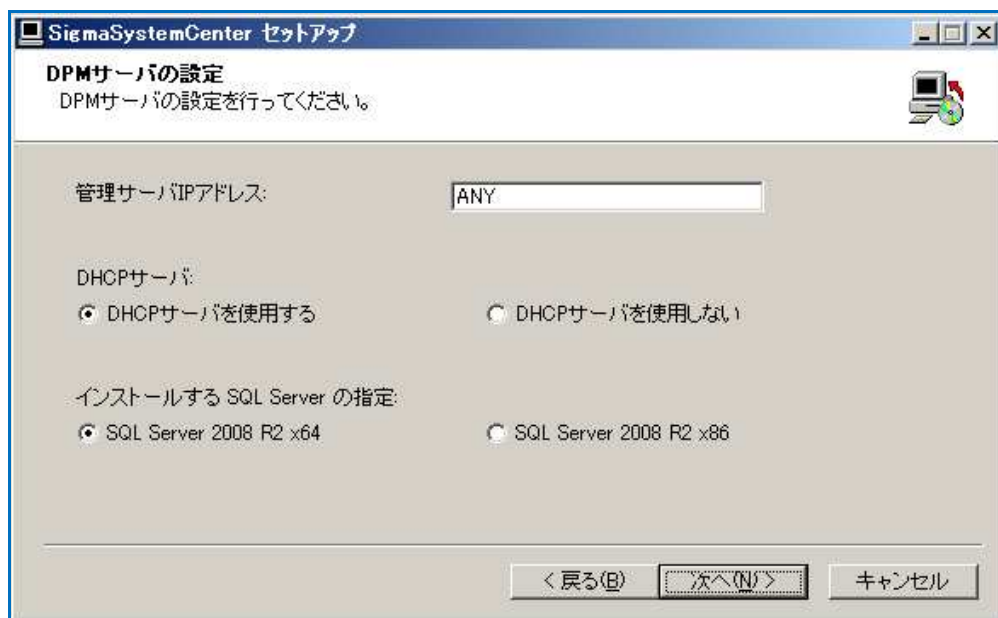 SigmaSystemCenter セットアップ
DPMサーバの設定
DPMサーバの設定を行ってください。
管理サーバIPアドレス:
ANY
DHCPサーバ:
DHCPサーバを使用する
DHCPサーバを使用しない
インストールする SQL Server の指定:
SQL Server 2008 R2 x64
SQL Server 2008 R2 x86
< 戻る(B)
次へ(N) >
キャンセル